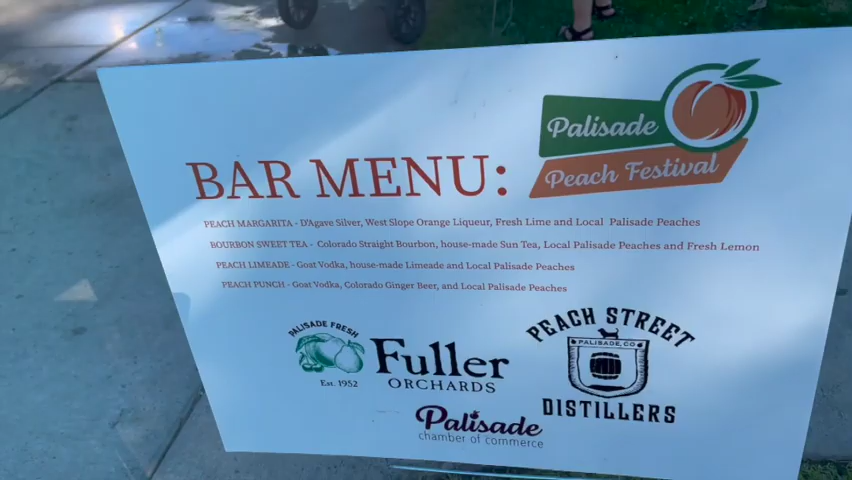 Palisade
Peach Festival
BAR MENU:
PEACH MARGARITA - D'Agave Silver, West Slope Orange Liqueur, Fresh Lime and Local Palisade Peaches
BOURBON SWEET TEA - Colorado Straight Bourbon, house-made Sun Tea, Local Palisade Peaches and Fresh Lemon
PEACH LIMEADE - Goat Vodka, house-made Limeade and Local Palisade Peaches
PEACH PUNCH - Goat Vodka, Colorado Ginger Beer, and Local Palisade Peaches
PALISADE FRESH
Est. 1952
Fuller
ORCHARDS
PEACH STREET
PALISADE, CO
DISTILLERS
Palisade
chamber of commerce